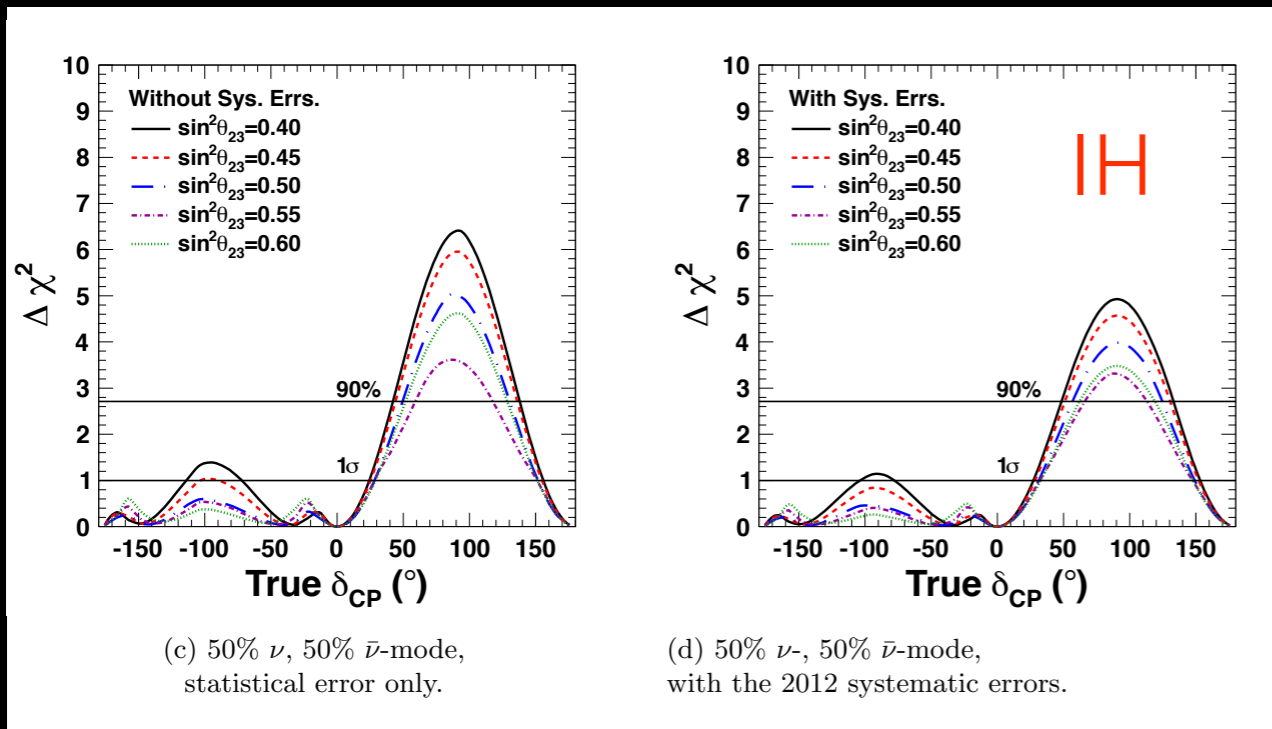 10
9
8
7
6
5
4
3
2
1
0
Δ χ²
Without Sys. Errs.
sin²θ₂₃=0.40
sin²θ₂₃=0.45
sin²θ₂₃=0.50
sin²θ₂₃=0.55
sin²θ₂₃=0.60
90%
1σ
-150 -100 -50 0 50 100 150
True δ_CP (°)
(c) 50% ν, 50% ν̄-mode,
statistical error only.
10
9
8
7
6
5
4
3
2
1
0
Δ χ²
With Sys. Errs.
sin²θ₂₃=0.40
sin²θ₂₃=0.45
sin²θ₂₃=0.50
sin²θ₂₃=0.55
sin²θ₂₃=0.60
IH
90%
1σ
-150 -100 -50 0 50 100 150
True δ_CP (°)
(d) 50% ν-, 50% ν̄-mode,
with the 2012 systematic errors.